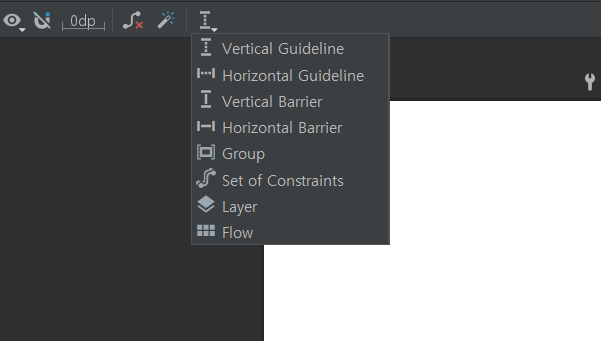 0dp
Vertical Guideline
Horizontal Guideline
Vertical Barrier
Horizontal Barrier
Group
Set of Constraints
Layer
Flow